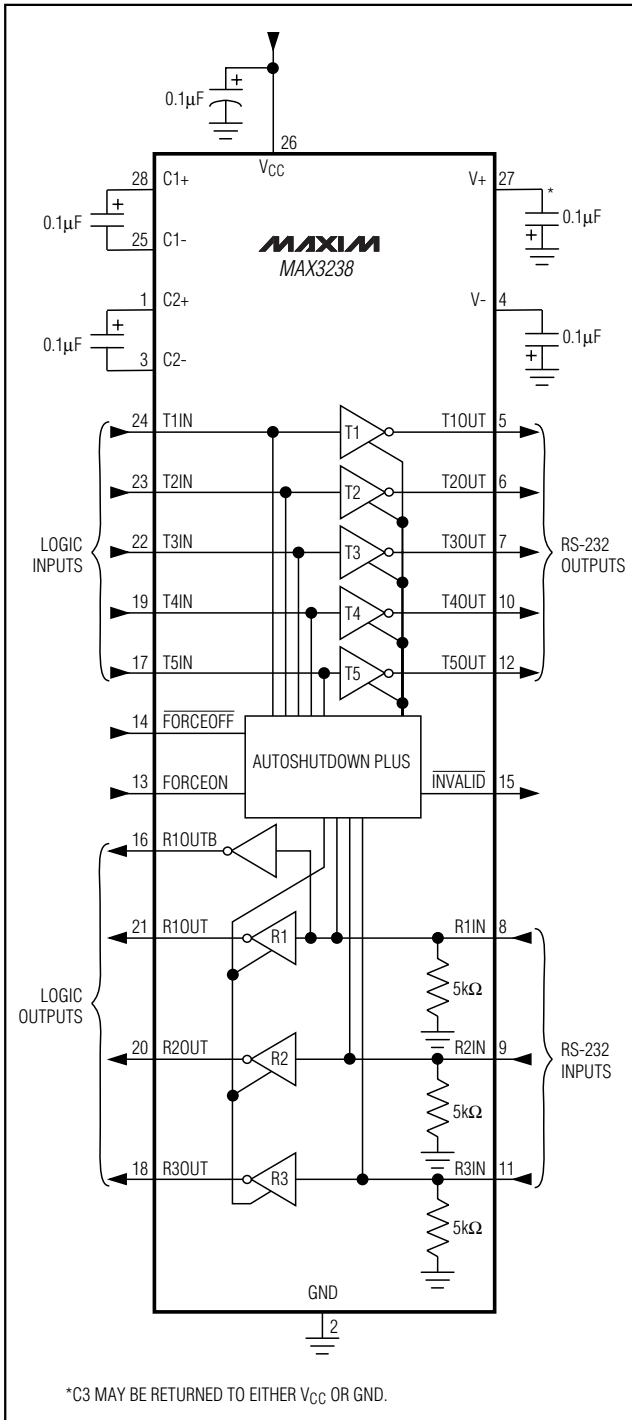 0.1μF
+
26
VCC
28 C1+
V+ 27
*
+
0.1μF
25 C1-
+
0.1μF
MAXIM
MAX3238
1 C2+
V- 4
+
0.1μF
3 C2-
+
0.1μF
24 T1IN
T1
T1OUT 5
23 T2IN
T2
T2OUT 6
LOGIC
INPUTS
22 T3IN
T3
T3OUT 7
RS-232
OUTPUTS
19 T4IN
T4
T4OUT 10
17 T5IN
T5
T5OUT 12
14 FORCEOFF
AUTOSHUTDOWN PLUS
13 FORCEON
INVALID 15
16 R1OUTB
21 R1OUT
R1
R1IN 8
5kΩ
LOGIC
OUTPUTS
20 R2OUT
R2
R2IN 9
RS-232
INPUTS
5kΩ
18 R3OUT
R3
R3IN 11
5kΩ
GND
2
*C3 MAY BE RETURNED TO EITHER VCC OR GND.